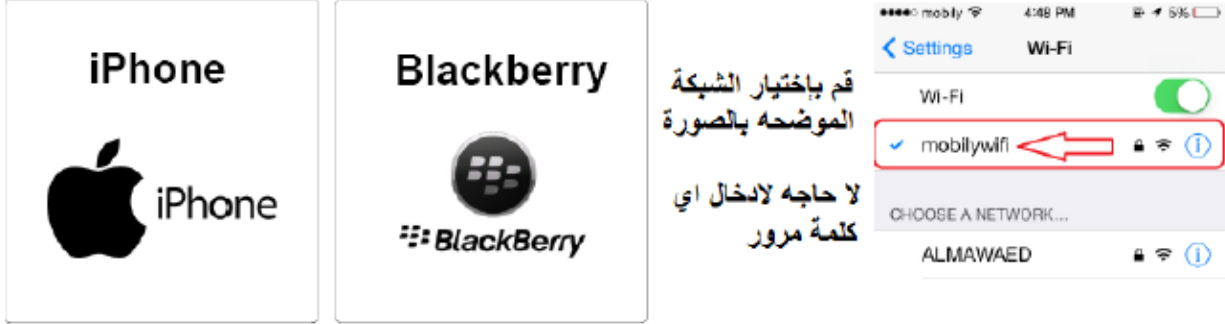 iPhone
iPhone
Blackberry
BlackBerry
قم بإختيار الشبكة
الموضحه بالصورة
لا حاجه لادخال اي
كلمة مرور
mobily 4:48 PM 5%
Settings Wi-Fi
Wi-Fi
mobilywifi
CHOOSE A NETWORK...
ALMAWAED